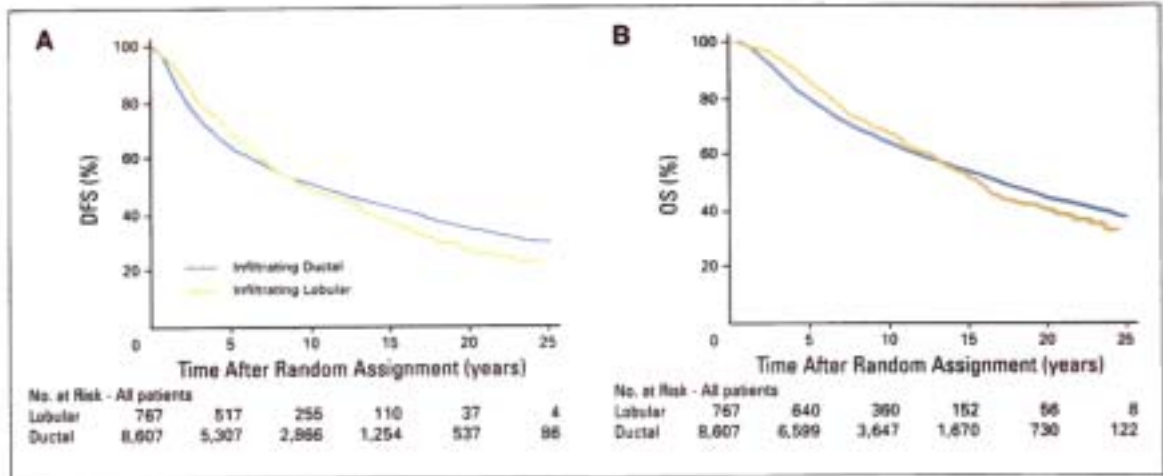 A
100
80
60
40
20
0
DFS (%)
Infiltrating Ductal
Infiltrating Lobular
5 10 15 20 25
Time After Random Assignment (years)
No. at Risk - All patients
Lobular 767 517 255 110 37 4
Ductal 8,607 5,307 2,866 1,254 537 86
B
100
80
60
40
20
0
OS (%)
5 10 15 20 25
Time After Random Assignment (years)
No. at Risk - All patients
Lobular 767 640 360 152 56 8
Ductal 8,607 6,599 3,647 1,670 730 122